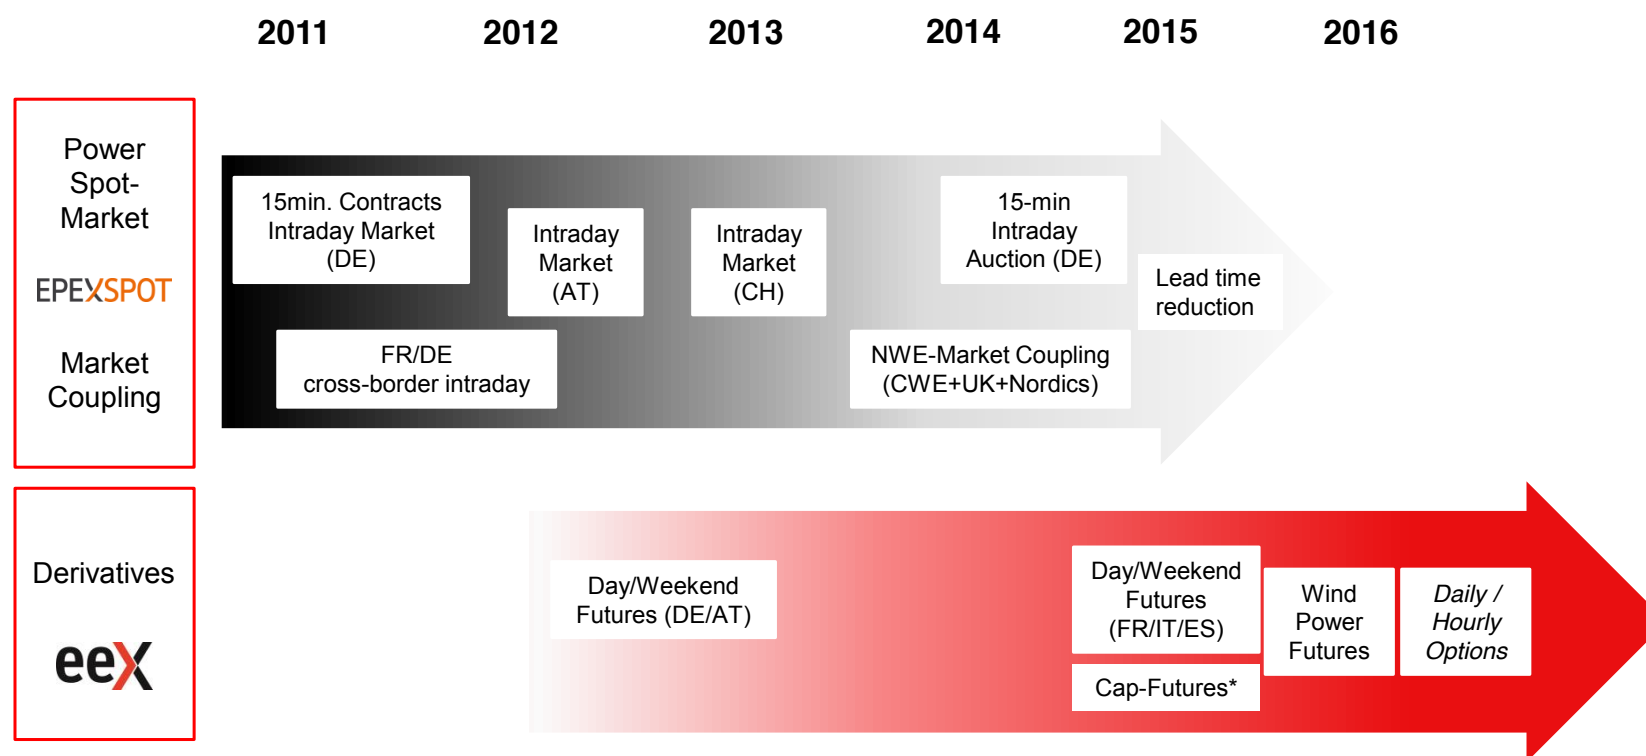 2011 2012 2013 2014 2015 2016
Power
Spot-
Market
EPEXSPOT
Market
Coupling
15min. Contracts
Intraday Market
(DE)
Intraday
Market
(AT)
Intraday
Market
(CH)
15-min
Intraday
Auction (DE)
Lead time
reduction
FR/DE
cross-border intraday
NWE-Market Coupling
(CWE+UK+Nordics)
Derivatives
eex
Day/Weekend
Futures (DE/AT)
Day/Weekend
Futures
(FR/IT/ES)
Cap-Futures*
Wind
Power
Futures
Daily /
Hourly
Options